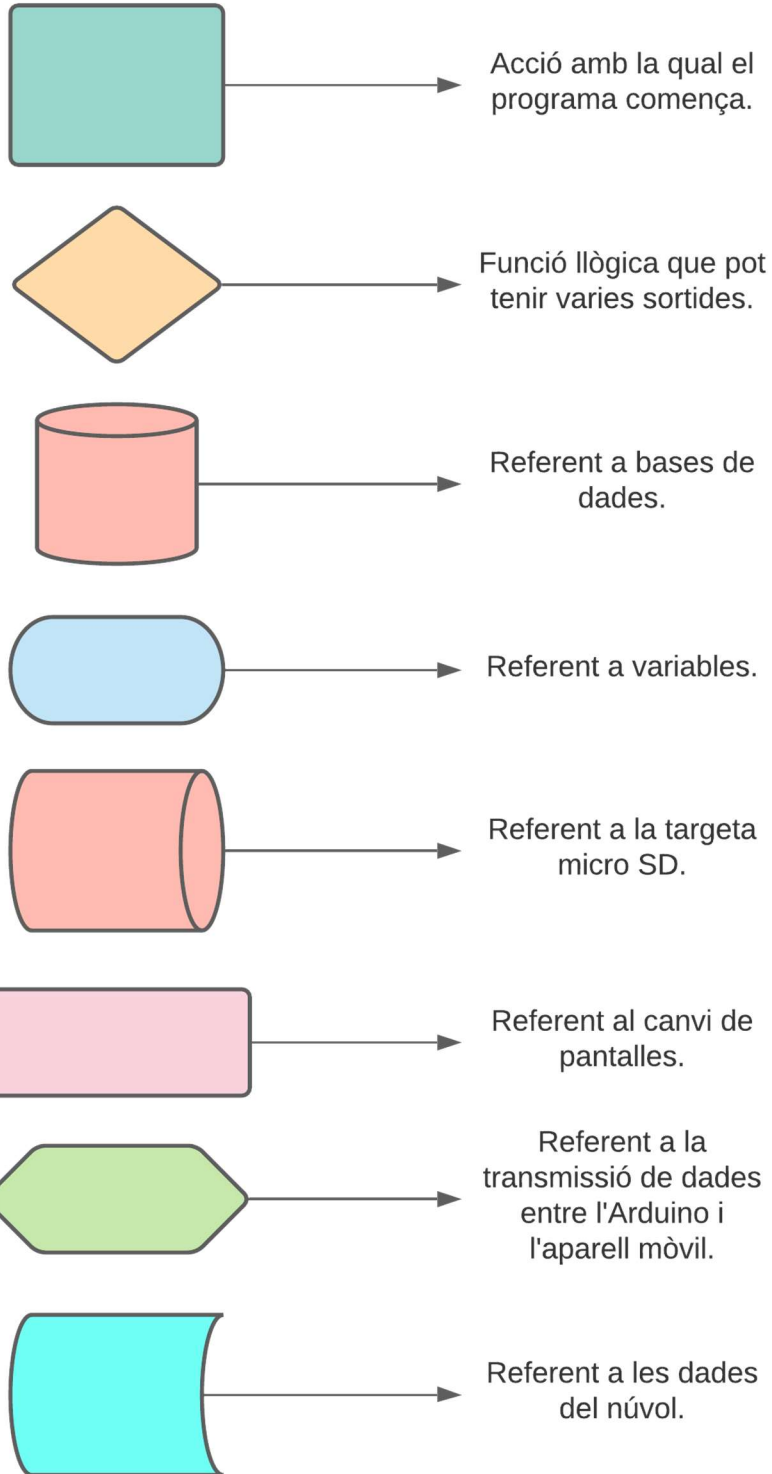 Acció amb la qual el
programa comença.
Funció llògica que pot
tenir varies sortides.
Referent a bases de
dades.
Referent a variables.
Referent a la targeta
micro SD.
Referent al canvi de
pantalles.
Referent a la
transmissió de dades
entre l'Arduino i
l'aparell mòvil.
Referent a les dades
del núvol.